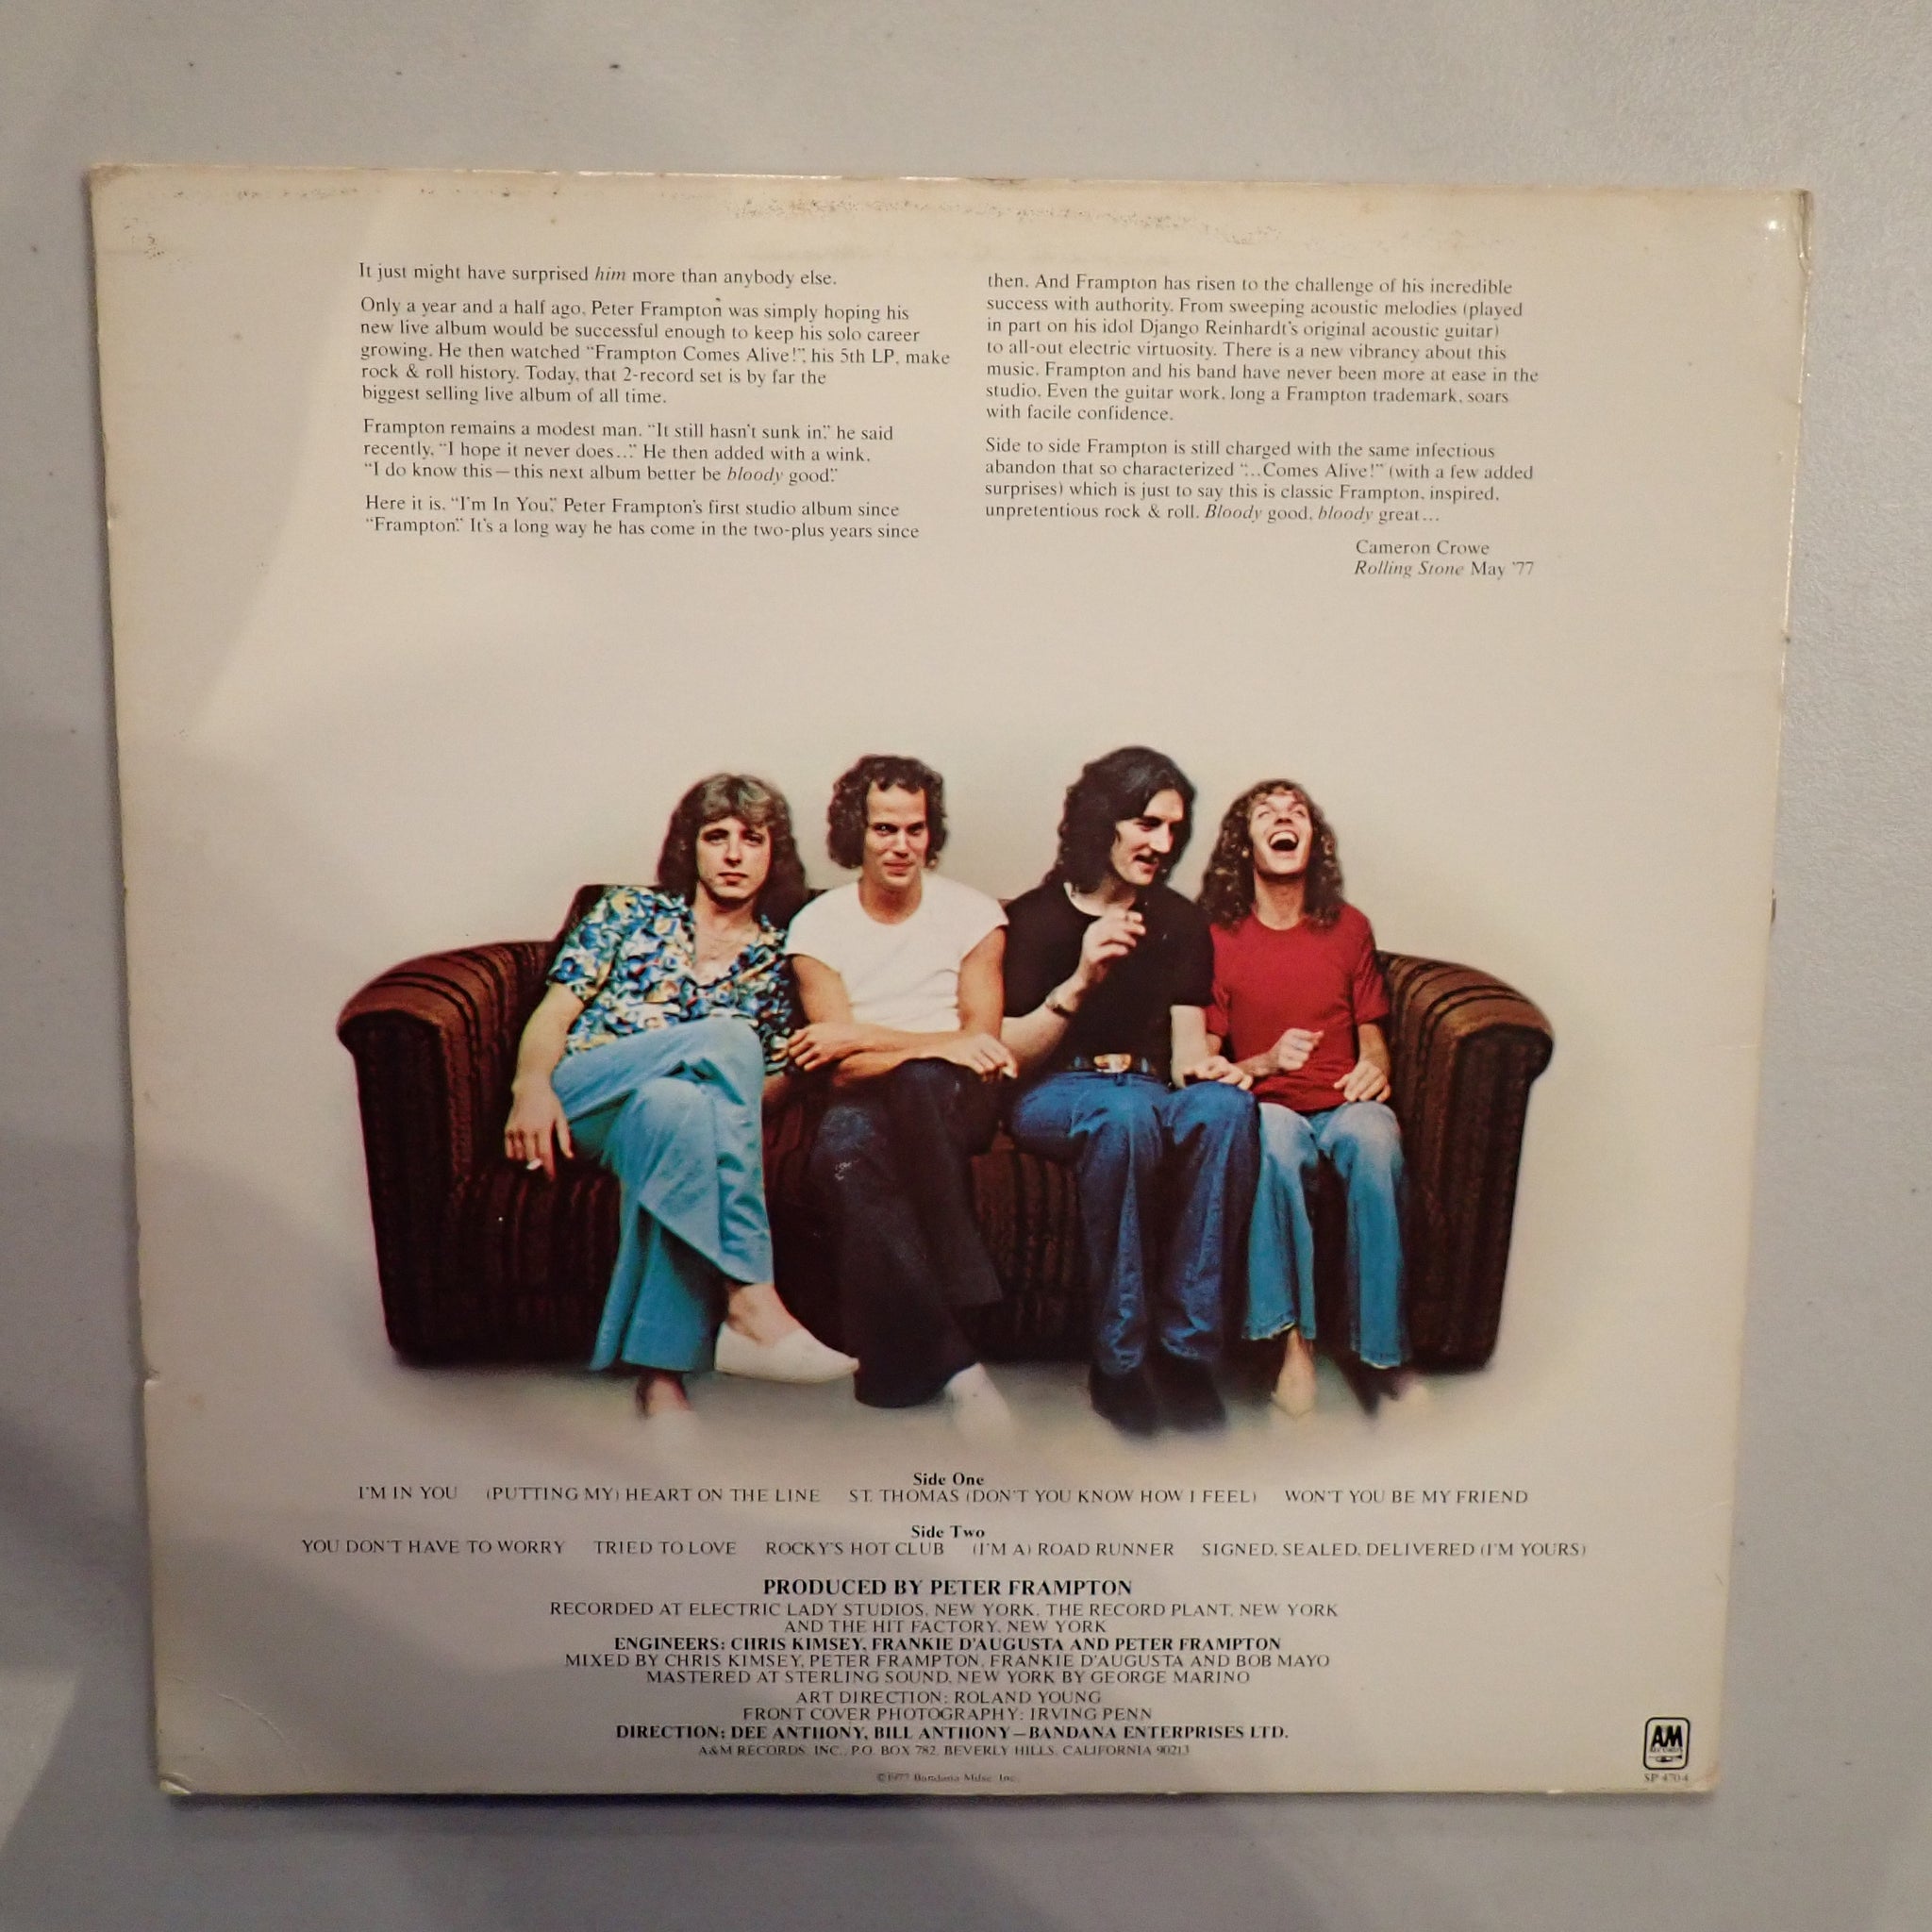 It just might have surprised him more than anybody else.
Only a year and a half ago, Peter Frampton was simply hoping his
new live album would be successful enough to keep his solo career
growing. He then watched “Frampton Comes Alive!”, his 5th LP, make
rock & roll history. Today, that 2-record set is by far the
biggest selling live album of all time.
Frampton remains a modest man. “It still hasn't sunk in,” he said
recently, “I hope it never does...” He then added with a wink,
“I do know this—this next album better be bloody good.”
Here it is, “I'm In You,” Peter Frampton's first studio album since
“Frampton.” It's a long way he has come in the two-plus years since
then. And Frampton has risen to the challenge of his incredible
success with authority. From sweeping acoustic melodies (played
in part on his idol Django Reinhardt's original acoustic guitar)
to all-out electric virtuosity. There is a new vibrancy about this
music. Frampton and his band have never been more at ease in the
studio. Even the guitar work, long a Frampton trademark, soars
with facile confidence.
Side to side Frampton is still charged with the same infectious
abandon that so characterized “...Comes Alive!” (with a few added
surprises) which is just to say this is classic Frampton, inspired,
unpretentious rock & roll. Bloody good, bloody great...
Cameron Crowe
Rolling Stone May '77
Side One
I'M IN YOU (PUTTING MY) HEART ON THE LINE ST. THOMAS (DON'T YOU KNOW HOW I FEEL) WON'T YOU BE MY FRIEND
Side Two
YOU DON'T HAVE TO WORRY TRIED TO LOVE ROCKY'S HOT CLUB (I'M A) ROAD RUNNER SIGNED, SEALED, DELIVERED (I'M YOURS)
PRODUCED BY PETER FRAMPTON
RECORDED AT ELECTRIC LADY STUDIOS, NEW YORK, THE RECORD PLANT, NEW YORK
AND THE HIT FACTORY, NEW YORK
ENGINEERS: CHRIS KIMSEY, FRANKIE D'AUGUSTA AND PETER FRAMPTON
MIXED BY CHRIS KIMSEY, PETER FRAMPTON, FRANKIE D'AUGUSTA AND BOB MAYO
MASTERED AT STERLING SOUND, NEW YORK BY GEORGE MARINO
ART DIRECTION: ROLAND YOUNG
FRONT COVER PHOTOGRAPHY: IRVING PENN
DIRECTION: DEE ANTHONY, BILL ANTHONY—BANDANA ENTERPRISES LTD.
A&M RECORDS, INC., P.O. BOX 782, BEVERLY HILLS, CALIFORNIA 90213
©1977 Bandana Mdse. Inc.
AM
RECORDS
SP 4704